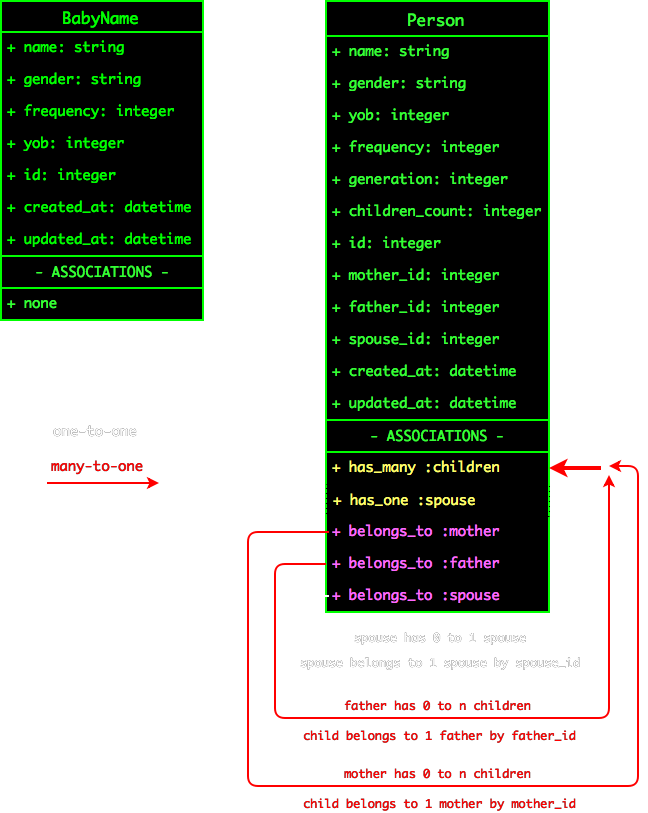 BabyName
+ name: string
+ gender: string
+ frequency: integer
+ yob: integer
+ id: integer
+ created_at: datetime
+ updated_at: datetime
- ASSOCIATIONS -
+ none
one-to-one
many-to-one
Person
+ name: string
+ gender: string
+ yob: integer
+ frequency: integer
+ generation: integer
+ children_count: integer
+ id: integer
+ mother_id: integer
+ father_id: integer
+ spouse_id: integer
+ created_at: datetime
+ updated_at: datetime
- ASSOCIATIONS -
+ has_many :children
+ has_one :spouse
+ belongs_to :mother
+ belongs_to :father
+ belongs_to :spouse
spouse has 0 to 1 spouse
spouse belongs to 1 spouse by spouse_id
father has 0 to n children
child belongs to 1 father by father_id
mother has 0 to n children
child belongs to 1 mother by mother_id